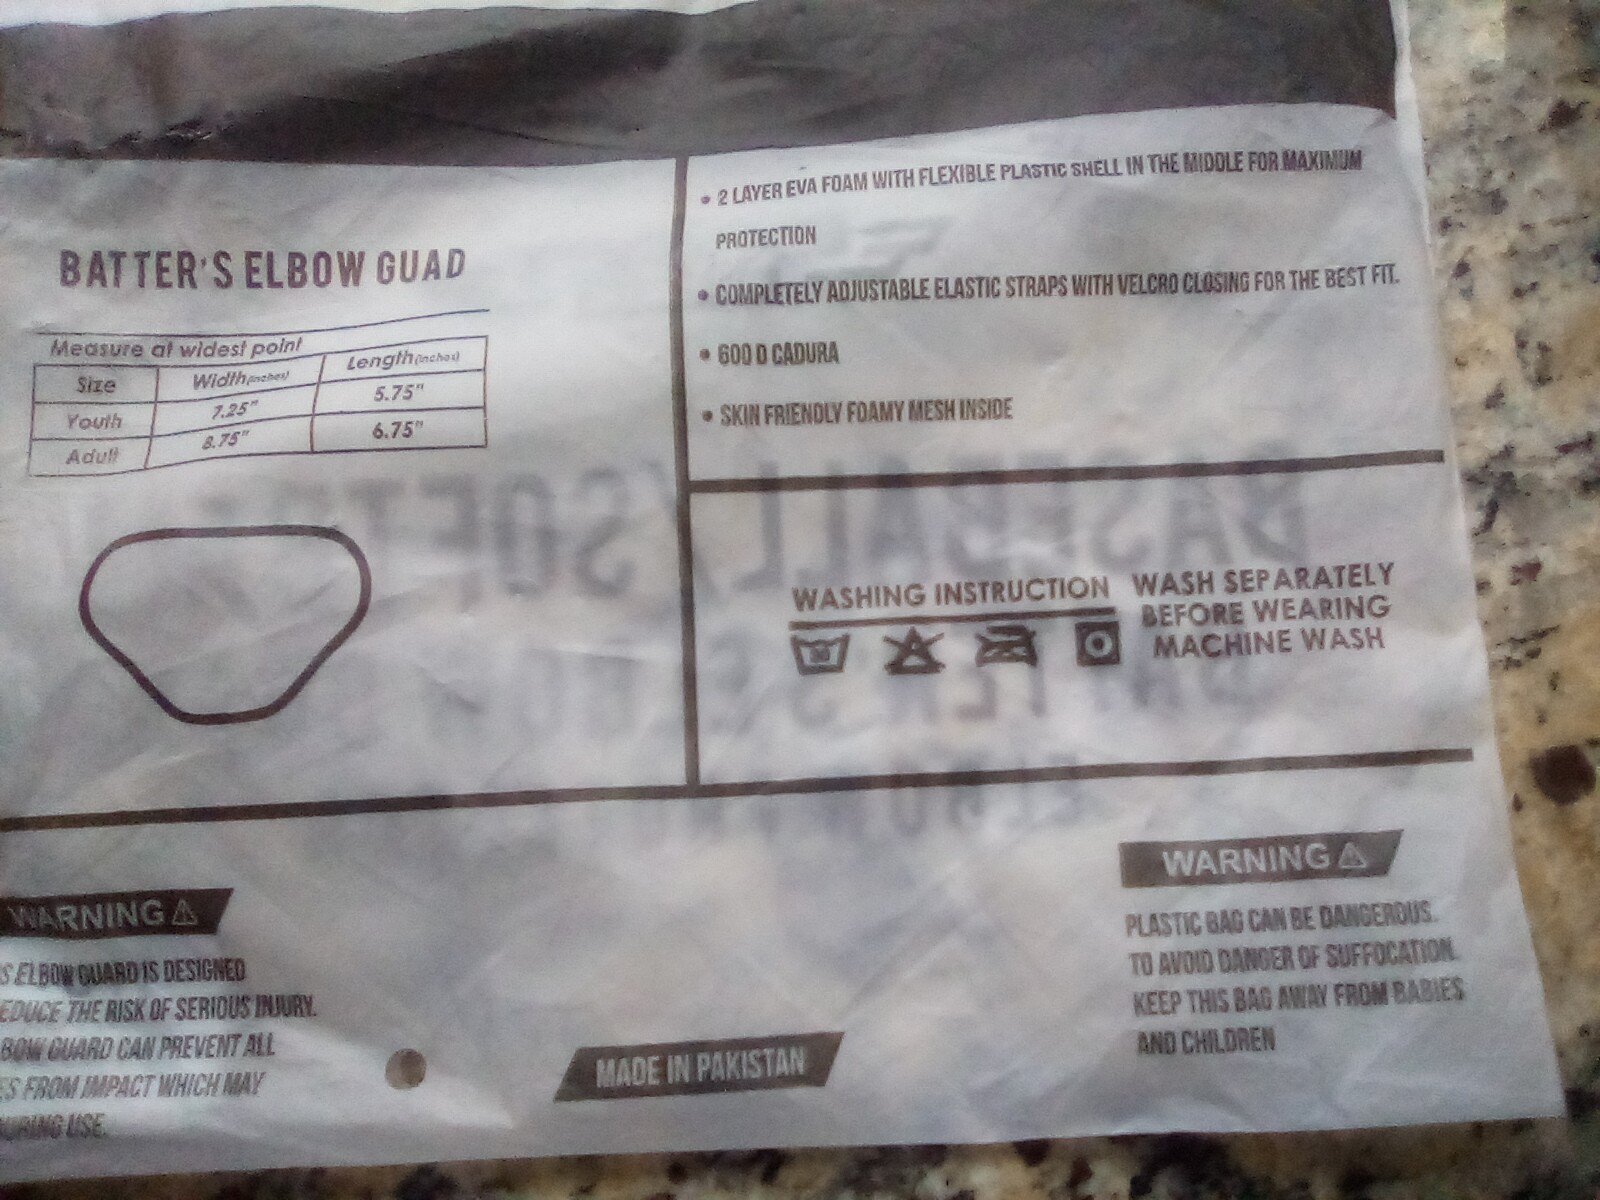 BATTER'S ELBOW GUAD
Measure at widest point
Size Width(inches) Length(inches)
Youth 7.25" 5.75"
Adult 8.75" 6.75"
• 2 LAYER EVA FOAM WITH FLEXIBLE PLASTIC SHELL IN THE MIDDLE FOR MAXIMUM
PROTECTION
• COMPLETELY ADJUSTABLE ELASTIC STRAPS WITH VELCRO CLOSING FOR THE BEST FIT.
• 600 D CADURA
• SKIN FRIENDLY FOAMY MESH INSIDE
WASHING INSTRUCTION
WASH SEPARATELY
BEFORE WEARING
MACHINE WASH
WARNING
ELBOW GUARD IS DESIGNED
THE RISK OF SERIOUS INJURY.
GUARD CAN PREVENT ALL
FROM IMPACT WHICH MAY
USE.
MADE IN PAKISTAN
WARNING
PLASTIC BAG CAN BE DANGEROUS.
TO AVOID DANGER OF SUFFOCATION.
KEEP THIS BAG AWAY FROM BABIES
AND CHILDREN
BASEBALL/SOFT